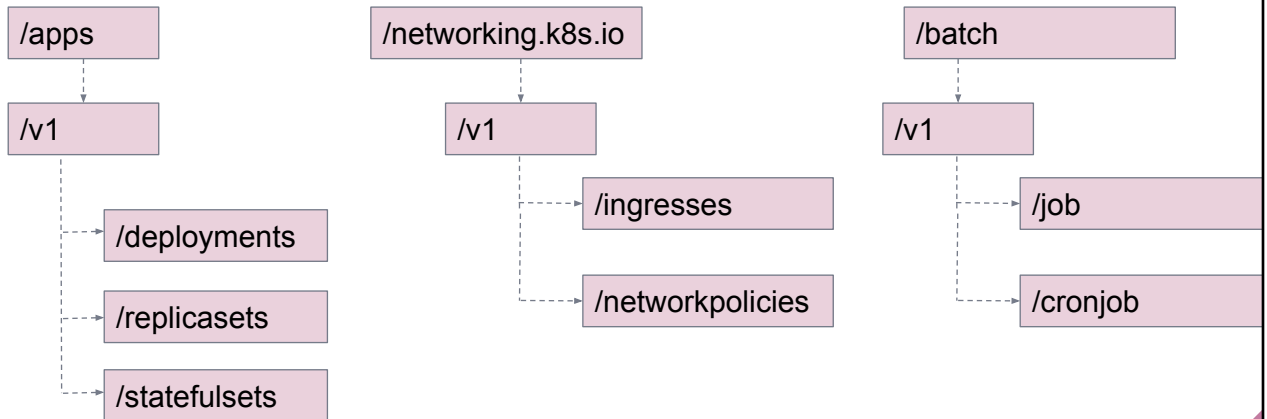 /apps
/networking.k8s.io
/batch
/v1
/v1
/v1
/deployments
/replicasets
/statefulsets
/ingresses
/networkpolicies
/job
/cronjob